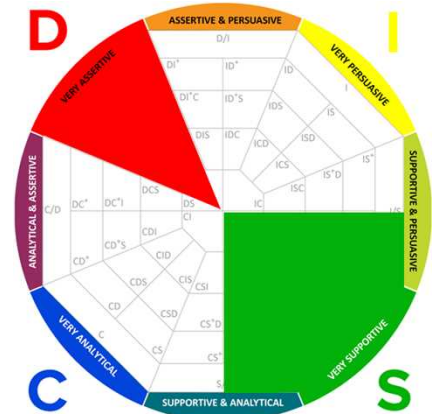 D
I
ASSERTIVE & PERSUASIVE
VERY ASSERTIVE
VERY PERSUASIVE
D/I
DI⁺
ID⁺
ID
I
DI⁺C
ID⁺S
IDS
IS
DIS
IDC
ICD
ISD
IS⁺
ICS
ISC
IS⁺D
IC
I/S
ANALYTICAL & ASSERTIVE
SUPPORTIVE & PERSUASIVE
C/D
DC⁺
DC⁺I
DCS
DS
CI
CD⁺
CD⁺S
CDI
CID
CDS
CIS
CSI
CD
CSD
CS⁺D
C
CS
CS⁺
VERY ANALYTICAL
VERY SUPPORTIVE
SUPPORTIVE & ANALYTICAL
C
S